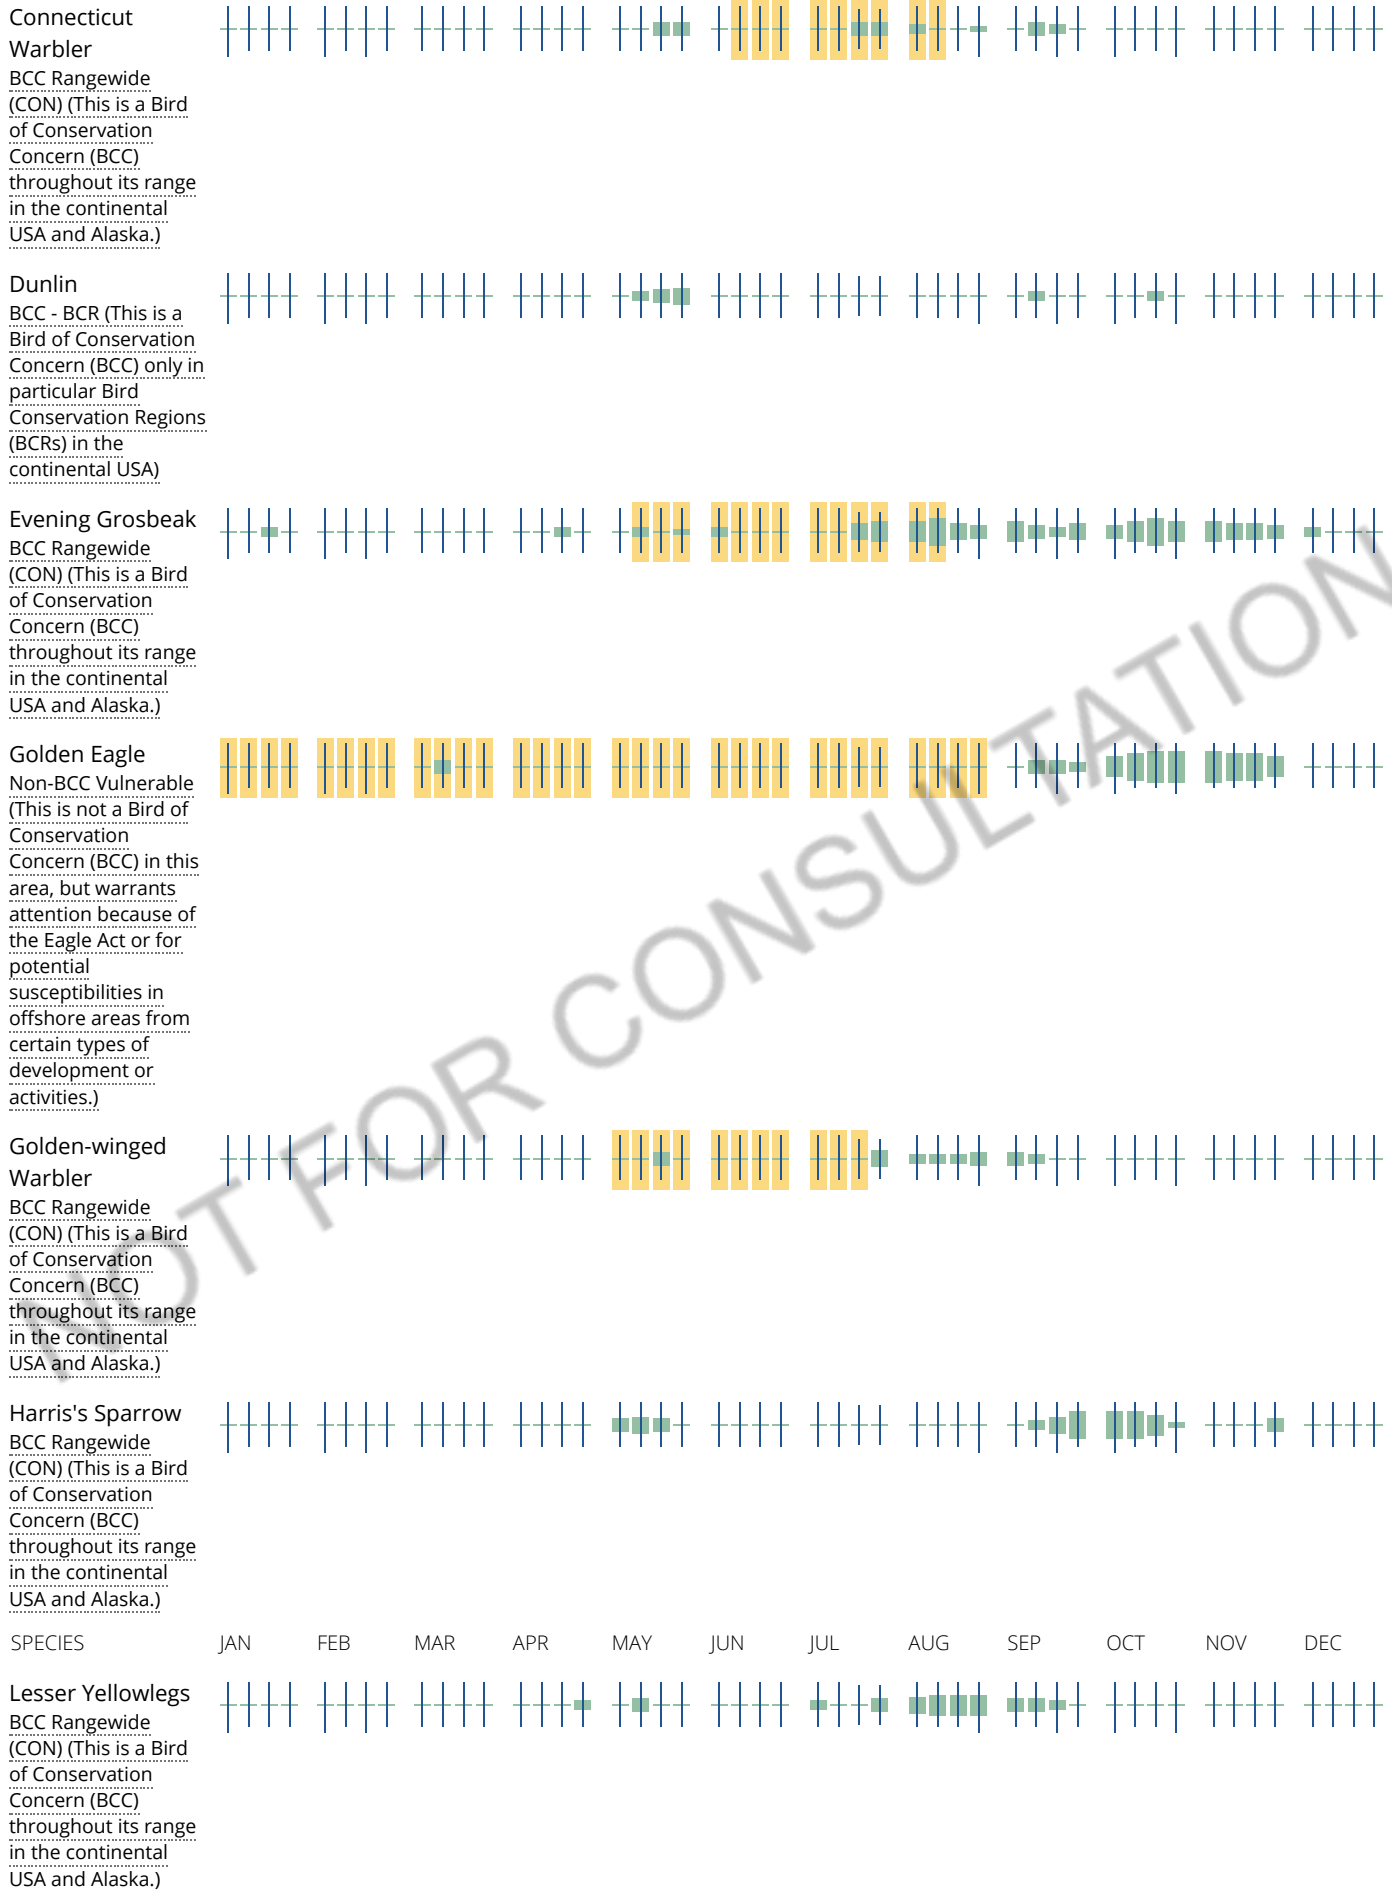 Connecticut
Warbler
BCC Rangewide
(CON) (This is a Bird
of Conservation
Concern (BCC)
throughout its range
in the continental
USA and Alaska.)
Dunlin
BCC - BCR (This is a
Bird of Conservation
Concern (BCC) only in
particular Bird
Conservation Regions
(BCRs) in the
continental USA)
Evening Grosbeak
BCC Rangewide
(CON) (This is a Bird
of Conservation
Concern (BCC)
throughout its range
in the continental
USA and Alaska.)
Golden Eagle
Non-BCC Vulnerable
(This is not a Bird of
Conservation
Concern (BCC) in this
area, but warrants
attention because of
the Eagle Act or for
potential
susceptibilities in
offshore areas from
certain types of
development or
activities.)
Golden-winged
Warbler
BCC Rangewide
(CON) (This is a Bird
of Conservation
Concern (BCC)
throughout its range
in the continental
USA and Alaska.)
Harris's Sparrow
BCC Rangewide
(CON) (This is a Bird
of Conservation
Concern (BCC)
throughout its range
in the continental
USA and Alaska.)
SPECIES JAN FEB MAR APR MAY JUN JUL AUG SEP OCT NOV DEC
Lesser Yellowlegs
BCC Rangewide
(CON) (This is a Bird
of Conservation
Concern (BCC)
throughout its range
in the continental
USA and Alaska.)
NOT FOR CONSULTATION